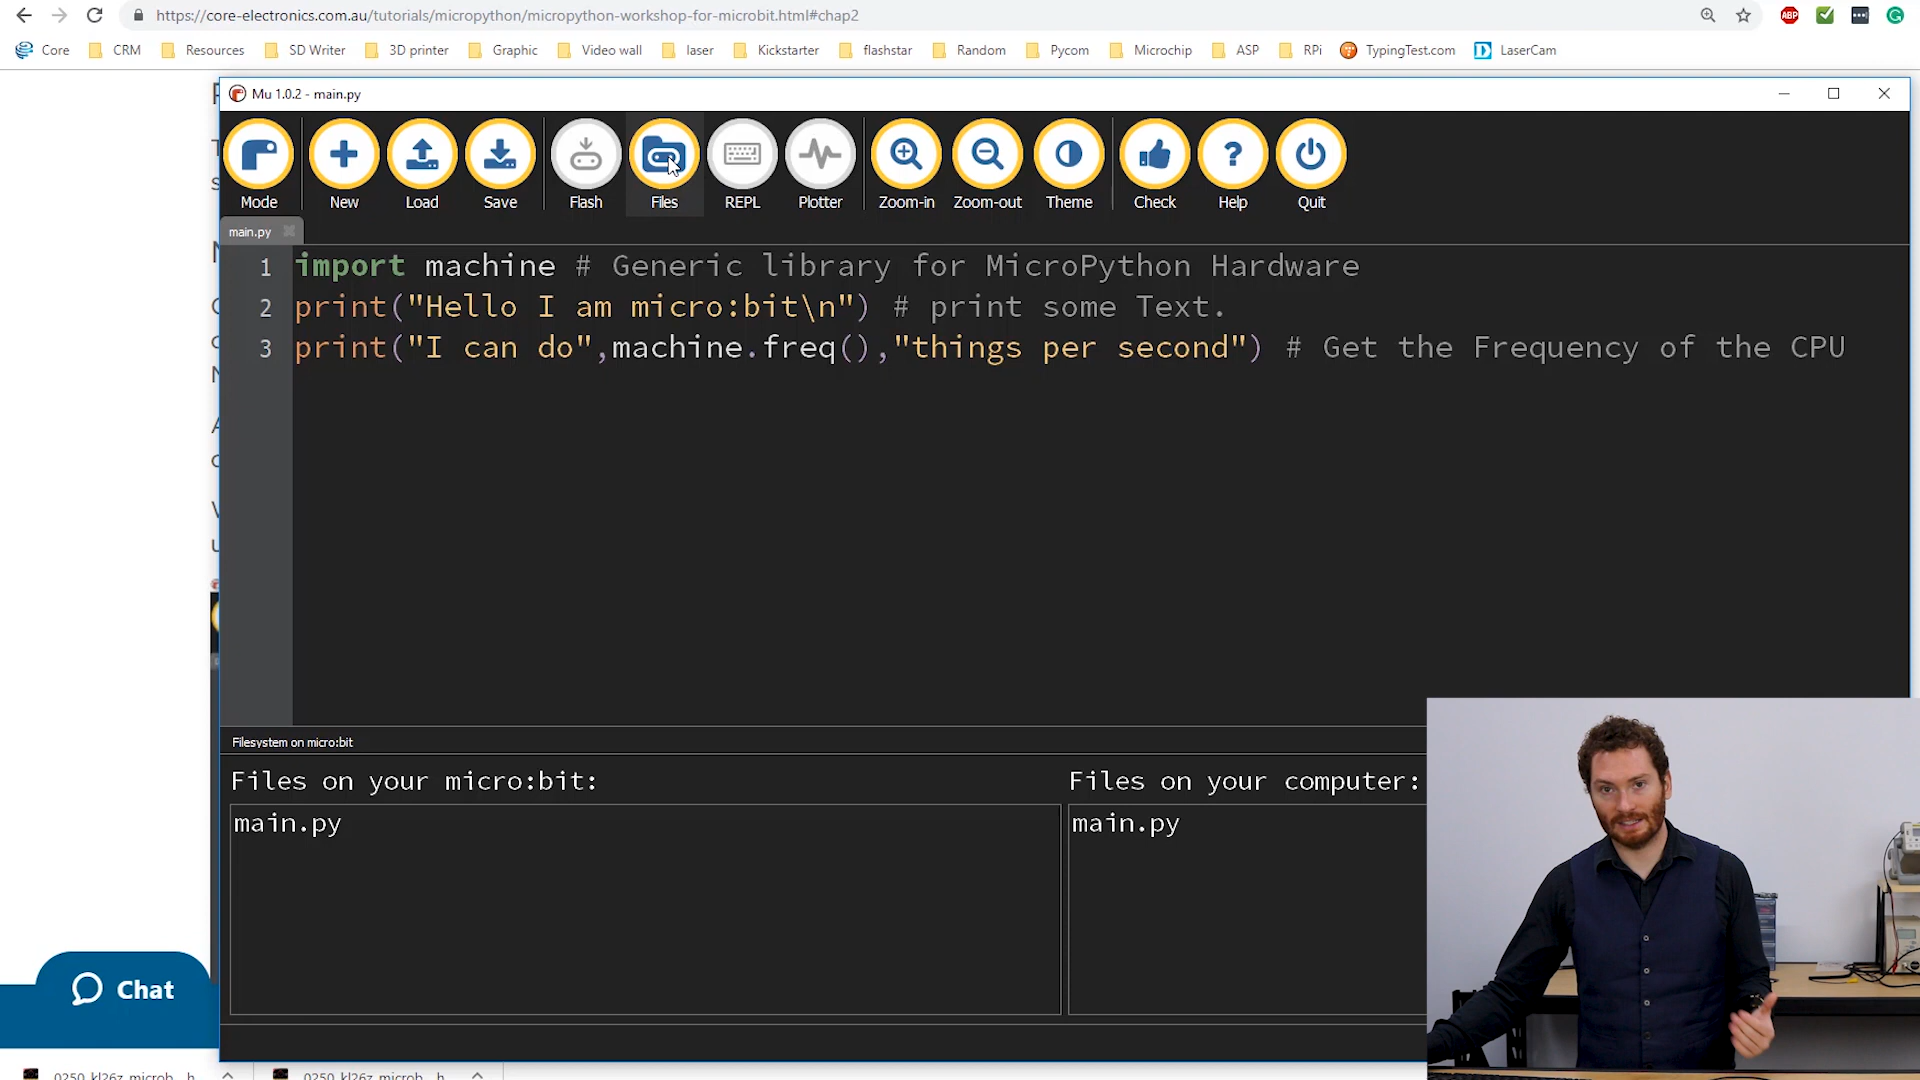 https://core-electronics.com.au/tutorials/micropython/micropython-workshop-for-microbit.html#chap2
ABP
Core CRM Resources SD Writer 3D printer Graphic Video wall laser Kickstarter flashstar Random Pycom Microchip ASP RPi TypingTest.com LaserCam
Mu 1.0.2 - main.py
Mode New Load Save Flash Files REPL Plotter Zoom-in Zoom-out Theme Check Help Quit
main.py
1 import machine # Generic library for MicroPython Hardware
2 print("Hello I am micro:bit\n") # print some Text.
3 print("I can do",machine.freq(),"things per second") # Get the Frequency of the CPU
Filesystem on micro:bit
Files on your micro:bit: Files on your computer:
main.py main.py
Chat
0250_kl26z_microb....h 0250_kl26z_microb....h